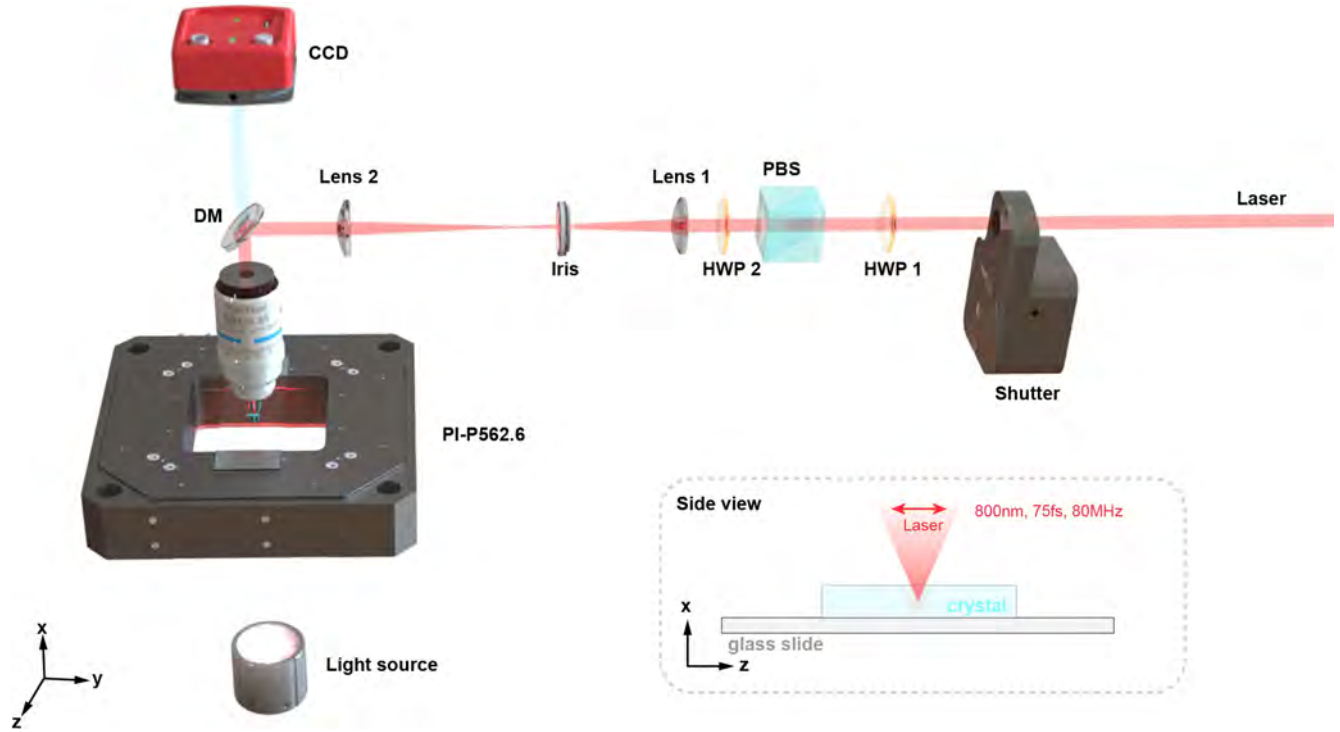 CCD
Lens 2
Lens 1
PBS
Laser
DM
Iris
HWP 2
HWP 1
Shutter
PI-P562.6
Side view
800nm, 75fs, 80MHz
Laser
crystal
x
glass slide
z
x
y
z
Light source